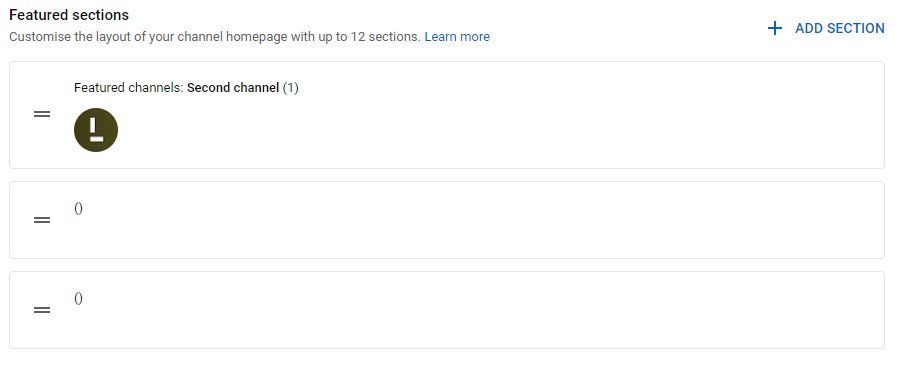 Featured sections
Customise the layout of your channel homepage with up to 12 sections. Learn more
ADD SECTION
Featured channels: Second channel (1)
()
()